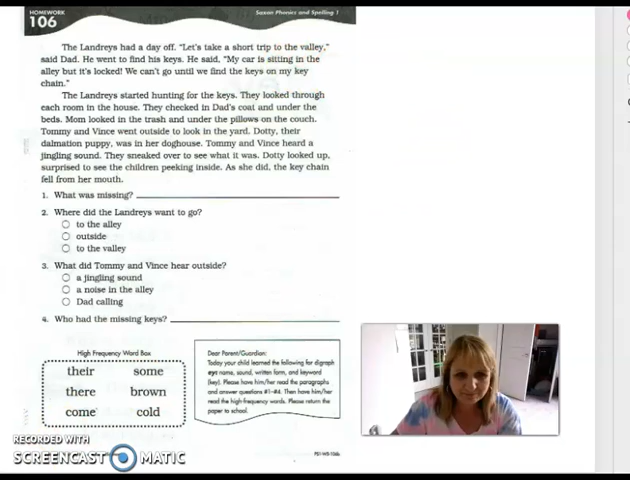 HOMEWORK
106
Saxon Phonics and Spelling 1
The Landreys had a day off. "Let's take a short trip to the valley,"
said Dad. He went to find his keys. He said, "My car is sitting in the
alley but it's locked! We can't go until we find the keys on my key
chain."
The Landreys started hunting for the keys. They looked through
each room in the house. They checked in Dad's coat and under the
beds. Mom looked in the trash and under the pillows on the couch.
Tommy and Vince went outside to look in the yard. Dotty, their
dalmation puppy, was in her doghouse. Tommy and Vince heard a
jingling sound. They sneaked over to see what it was. Dotty looked up,
surprised to see the children peeking inside. As she did, the key chain
fell from her mouth.
1. What was missing?
2. Where did the Landreys want to go?
to the alley
outside
to the valley
3. What did Tommy and Vince hear outside?
a jingling sound
a noise in the alley
Dad calling
4. Who had the missing keys?
High Frequency Word Box
their some
there brown
come cold
Dear Parent/Guardian:
Today your child learned the following for digraph
ey: name, sound, written form, and keyword
(key). Please have him/her read the paragraphs
and answer questions #1–#4. Then have him/her
read the high-frequency words. Please return the
paper to school.
RECORDED WITH
SCREENCAST MATIC